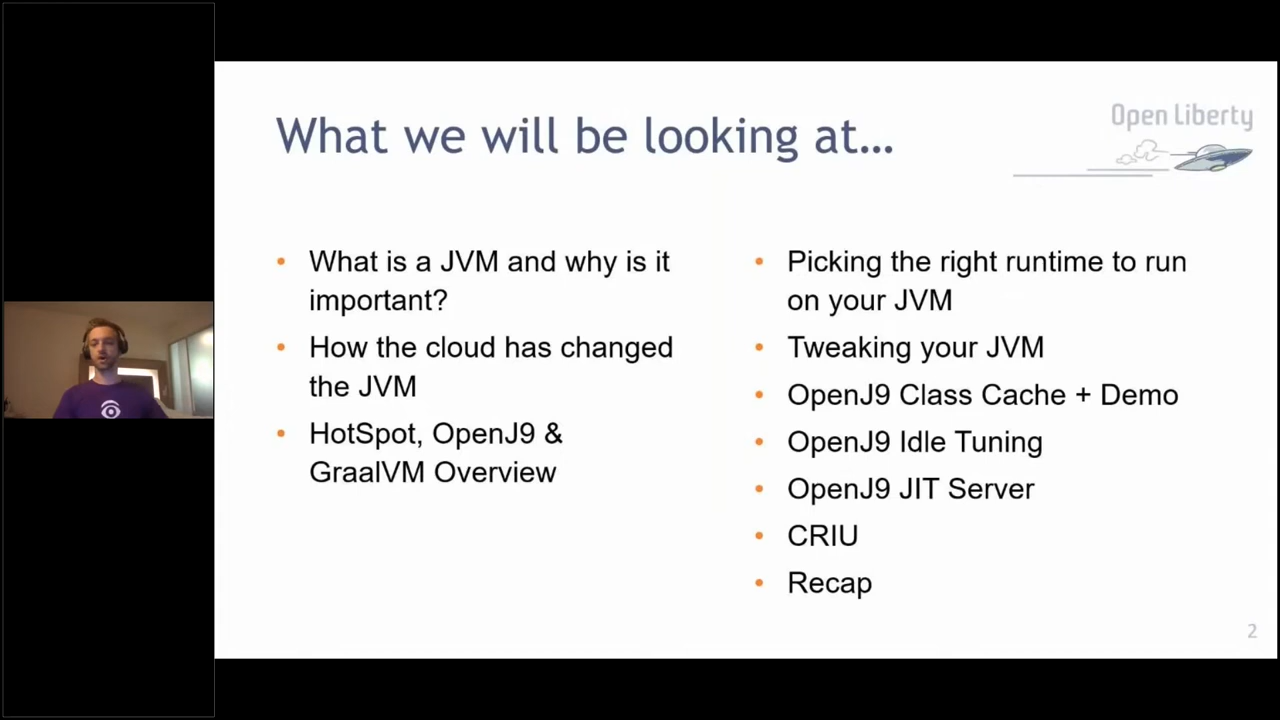 What we will be looking at...
Open Liberty
• What is a JVM and why is it
important?
• How the cloud has changed
the JVM
• HotSpot, OpenJ9 &
GraalVM Overview
• Picking the right runtime to run
on your JVM
• Tweaking your JVM
• OpenJ9 Class Cache + Demo
• OpenJ9 Idle Tuning
• OpenJ9 JIT Server
• CRIU
• Recap
2